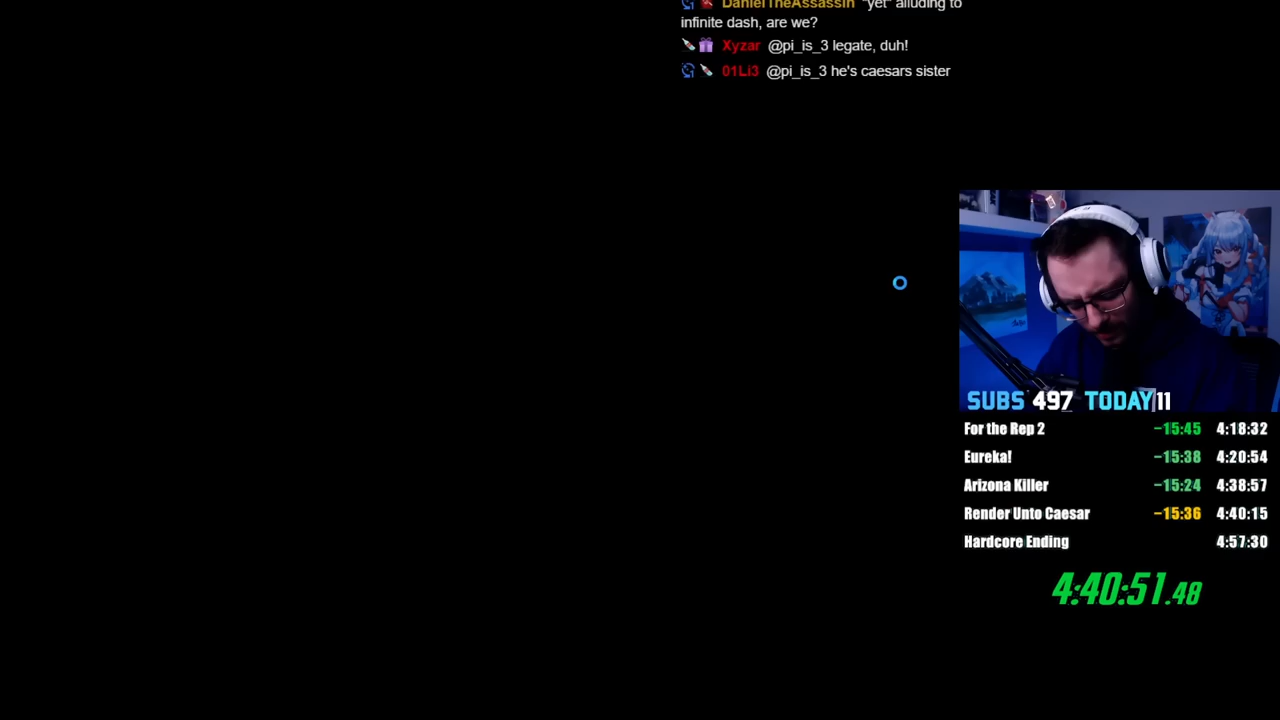 DanielTheAssassin "yet" alluding to
infinite dash, are we?
Xyzar @pi_is_3 legate, duh!
01Li3 @pi_is_3 he's caesars sister
SUBS 497 TODAY 11
For the Rep 2 -15:45 4:18:32
Eureka! -15:38 4:20:54
Arizona Killer -15:24 4:38:57
Render Unto Caesar -15:36 4:40:15
Hardcore Ending 4:57:30
4:40:51.48